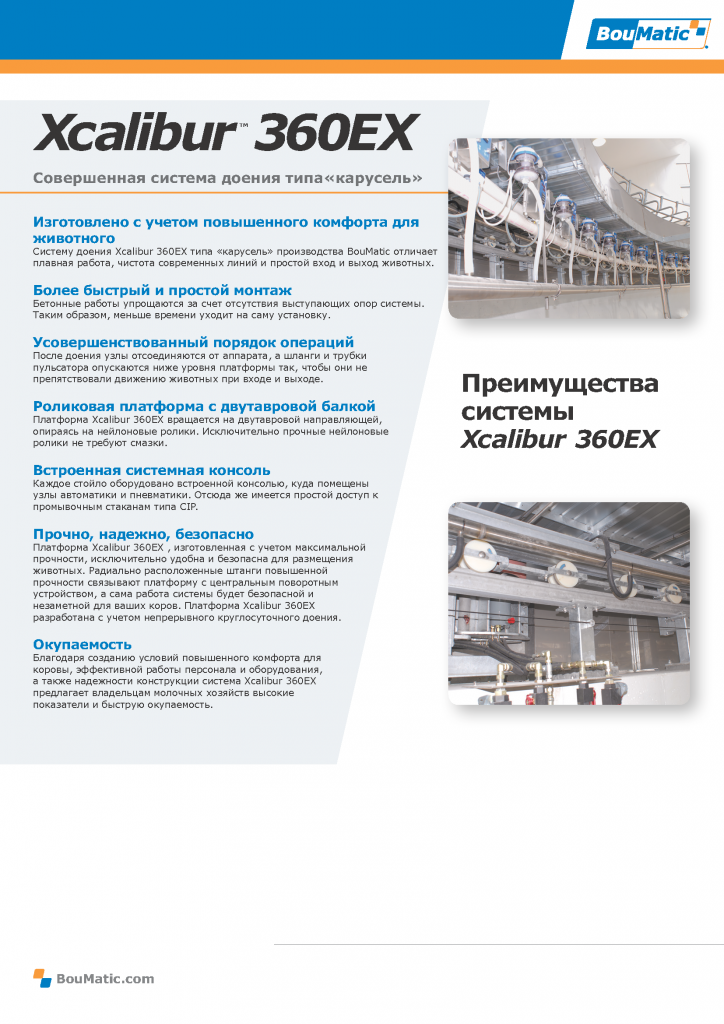 BouMatic
Xcalibur™ 360EX
Совершенная система доения типа«карусель»
Изготовлено с учетом повышенного комфорта для
животного
Систему доения Xcalibur 360EX типа «карусель» производства BouMatic отличает
плавная работа, чистота современных линий и простой вход и выход животных.
Более быстрый и простой монтаж
Бетонные работы упрощаются за счет отсутствия выступающих опор системы.
Таким образом, меньше времени уходит на саму установку.
Усовершенствованный порядок операций
После доения узлы отсоединяются от аппарата, а шланги и трубки
пульсатора опускаются ниже уровня платформы так, чтобы они не
препятствовали движению животных при входе и выходе.
Роликовая платформа с двутавровой балкой
Платформа Xcalibur 360EX вращается на двутавровой направляющей,
опираясь на нейлоновые ролики. Исключительно прочные нейлоновые
ролики не требуют смазки.
Встроенная системная консоль
Каждое стойло оборудовано встроенной консолью, куда помещены
узлы автоматики и пневматики. Отсюда же имеется простой доступ к
промывочным стаканам типа CIP.
Прочно, надежно, безопасно
Платформа Xcalibur 360EX , изготовленная с учетом максимальной
прочности, исключительно удобна и безопасна для размещения
животных. Радиально расположенные штанги повышенной
прочности связывают платформу с центральным поворотным
устройством, а сама работа системы будет безопасной и
незаметной для ваших коров. Платформа Xcalibur 360EX
разработана с учетом непрерывного круглосуточного доения.
Окупаемость
Благодаря созданию условий повышенного комфорта для
коровы, эффективной работы персонала и оборудования,
а также надежности конструкции система Xcalibur 360EX
предлагает владельцам молочных хозяйств высокие
показатели и быструю окупаемость.
Преимущества
системы
Xcalibur 360EX
BouMatic.com